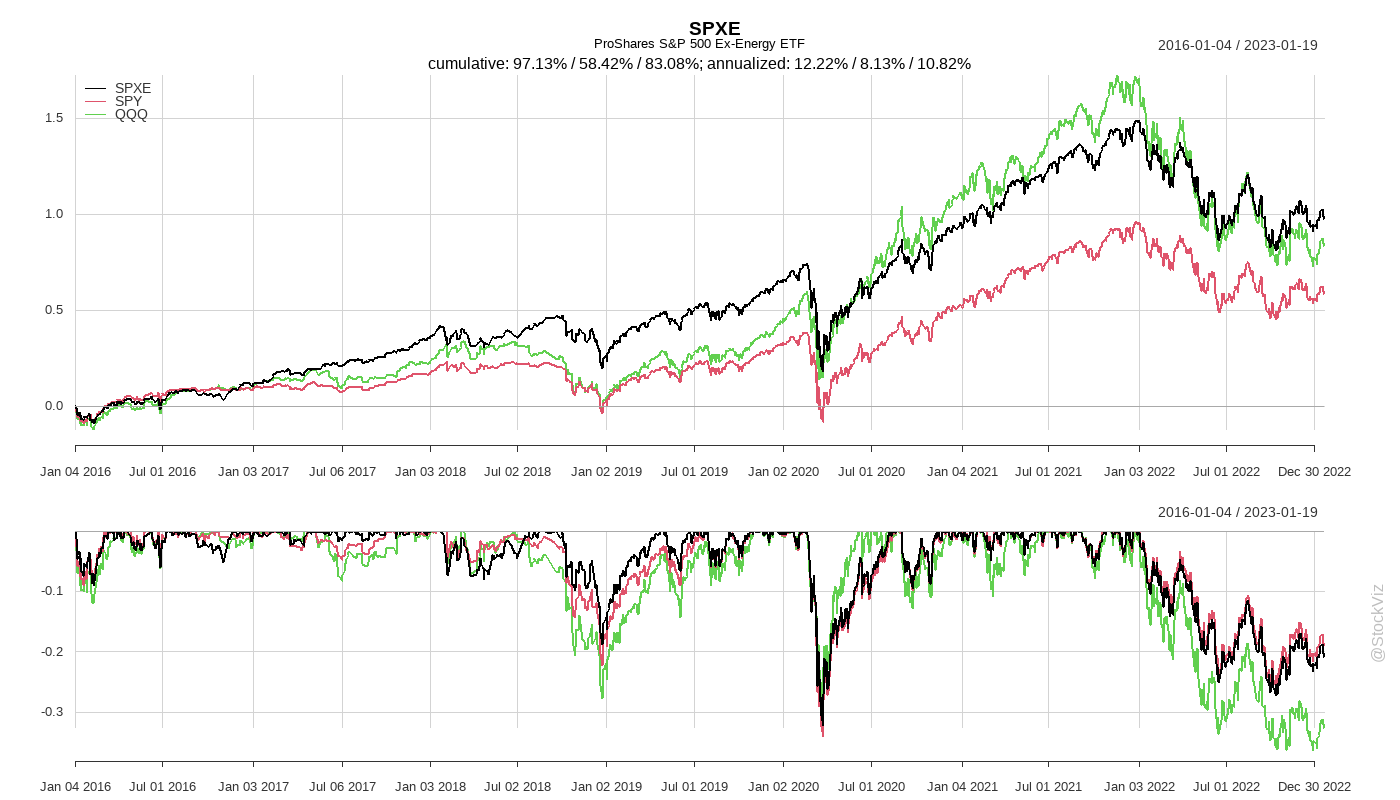 SPXE
ProShares S&P 500 Ex-Energy ETF
2016-01-04 / 2023-01-19
cumulative: 97.13% / 58.42% / 83.08%; annualized: 12.22% / 8.13% / 10.82%
SPXE
SPY
QQQ
1.5
1.0
0.5
0.0
Jan 04 2016 Jul 01 2016 Jan 03 2017 Jul 06 2017 Jan 03 2018 Jul 02 2018 Jan 02 2019 Jul 01 2019 Jan 02 2020 Jul 01 2020 Jan 04 2021 Jul 01 2021 Jan 03 2022 Jul 01 2022 Dec 30 2022
2016-01-04 / 2023-01-19
-0.1
-0.2
-0.3
@StockViz
Jan 04 2016 Jul 01 2016 Jan 03 2017 Jul 06 2017 Jan 03 2018 Jul 02 2018 Jan 02 2019 Jul 01 2019 Jan 02 2020 Jul 01 2020 Jan 04 2021 Jul 01 2021 Jan 03 2022 Jul 01 2022 Dec 30 2022